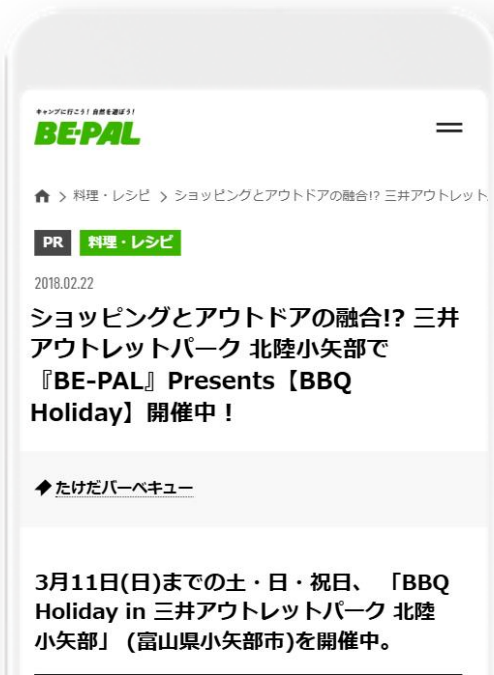 キャンプに行こう! 自然を遊ぼう!
BE-PAL
> 料理・レシピ > ショッピングとアウトドアの融合!? 三井アウトレット
PR 料理・レシピ
2018.02.22
ショッピングとアウトドアの融合!? 三井
アウトレットパーク 北陸小矢部で
『BE-PAL』Presents【BBQ
Holiday】開催中！
たけだバーベキュー
3月11日(日)までの土・日・祝日、「BBQ
Holiday in 三井アウトレットパーク 北陸
小矢部」 (富山県小矢部市)を開催中。